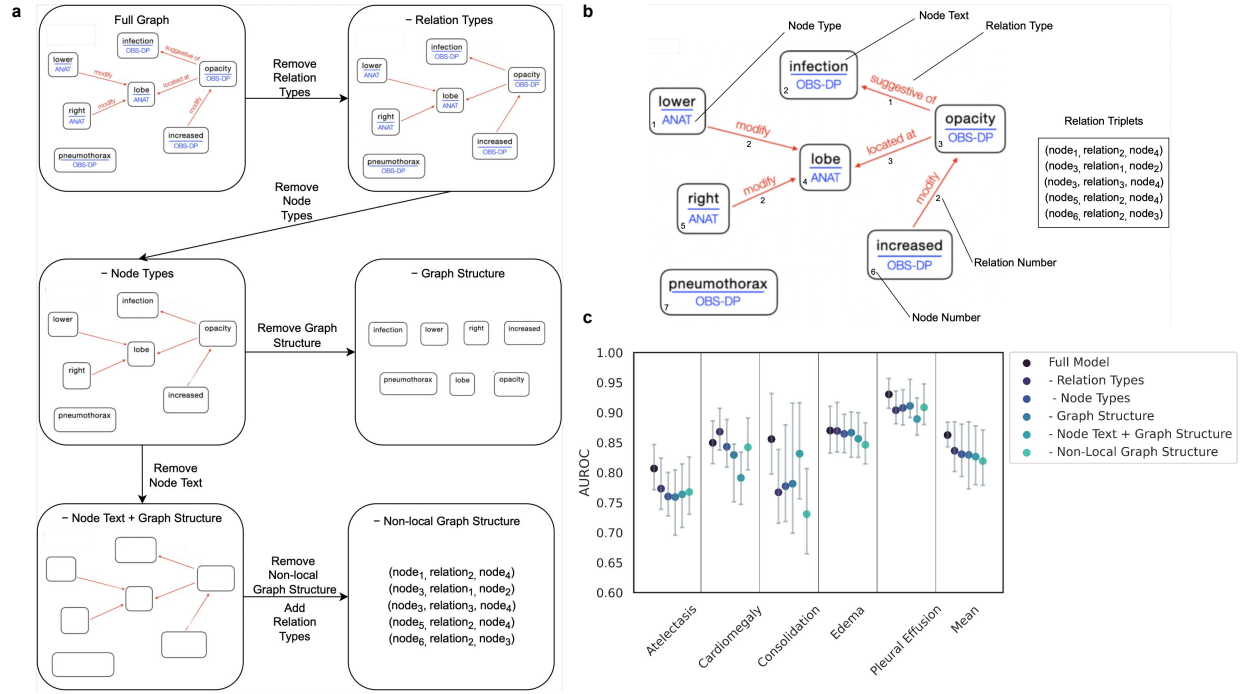 a
Full Graph
infection
OBS-DP
lower
ANAT
suggestive of
opacity
OBS-DP
modify
located at
lobe
ANAT
right
ANAT
modify
modify
increased
OBS-DP
pneumothorax
OBS-DP
Remove
Relation
Types
– Relation Types
infection
OBS-DP
lower
ANAT
opacity
OBS-DP
lobe
ANAT
right
ANAT
increased
OBS-DP
pneumothorax
OBS-DP
Remove
Node
Types
– Node Types
infection
lower
opacity
lobe
right
increased
pneumothorax
Remove Graph
Structure
– Graph Structure
infection
lower
right
increased
pneumothorax
lobe
opacity
Remove
Node Text
– Node Text + Graph Structure
Remove
Non-local
Graph Structure
Add
Relation
Types
– Non-local Graph Structure
(node1, relation2, node4)
(node3, relation1, node2)
(node3, relation3, node4)
(node5, relation2, node4)
(node6, relation2, node3)
b
Node Type
Node Text
Relation Type
infection
OBS-DP
2
suggestive of
1
lower
ANAT
1
modify
2
opacity
OBS-DP
3
located at
3
lobe
ANAT
4
right
ANAT
5
modify
2
modify
2
increased
OBS-DP
6
pneumothorax
OBS-DP
7
Relation Number
Node Number
Relation Triplets
(node1, relation2, node4)
(node3, relation1, node2)
(node3, relation3, node4)
(node5, relation2, node4)
(node6, relation2, node3)
c
AUROC
1.00
0.95
0.90
0.85
0.80
0.75
0.70
0.65
0.60
Atelectasis
Cardiomegaly
Consolidation
Edema
Pleural Effusion
Mean
Full Model
- Relation Types
- Node Types
- Graph Structure
- Node Text + Graph Structure
- Non-Local Graph Structure